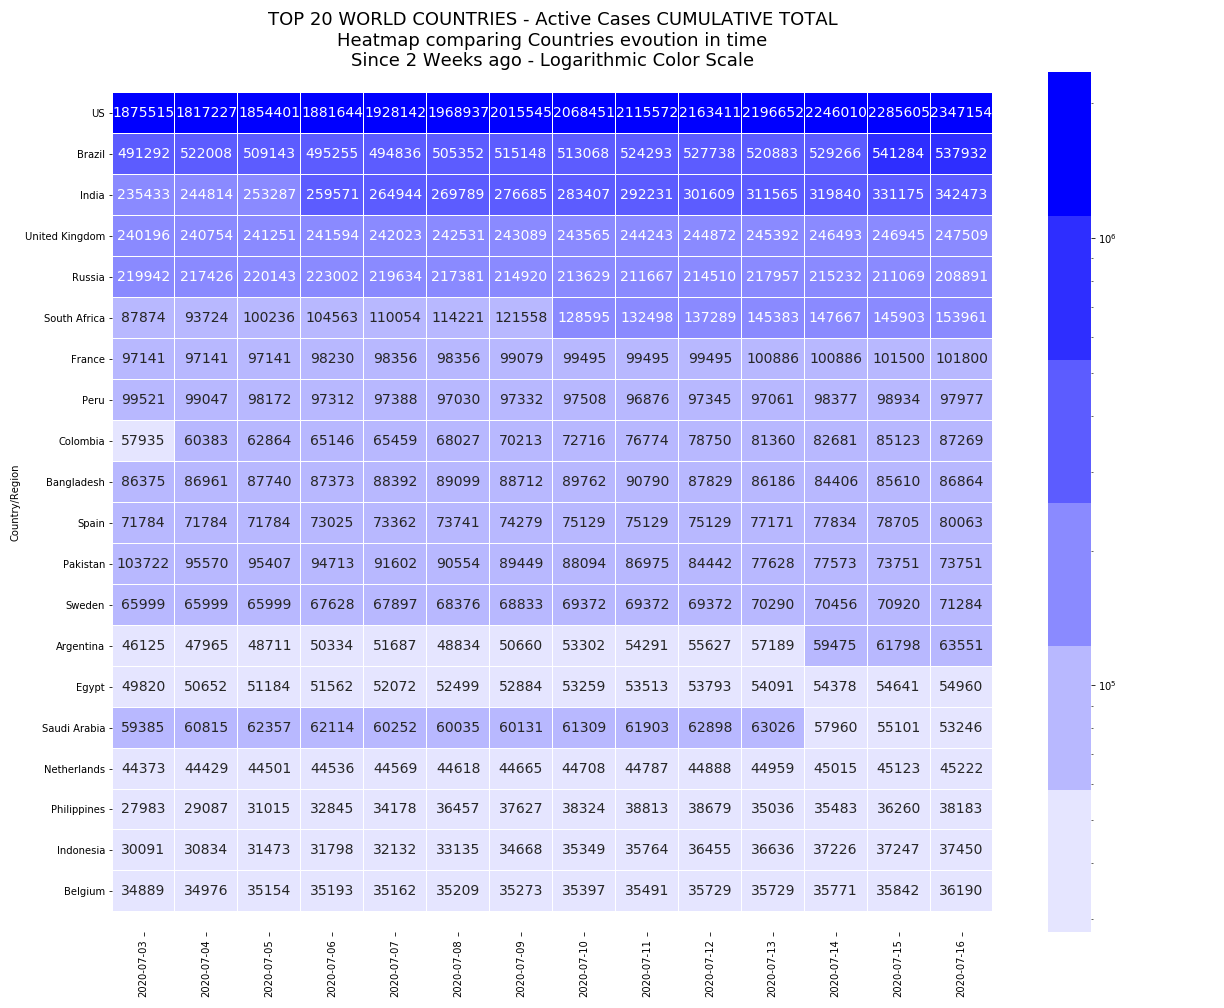 TOP 20 WORLD COUNTRIES - Active Cases CUMULATIVE TOTAL
Heatmap comparing Countries evoution in time
Since 2 Weeks ago - Logarithmic Color Scale
US 1875515 1817227 1854401 1881644 1928142 1968937 2015545 2068451 2115572 2163411 2196652 2246010 2285605 2347154
Brazil 491292 522008 509143 495255 494836 505352 515148 513068 524293 527738 520883 529266 541284 537932
India 235433 244814 253287 259571 264944 269789 276685 283407 292231 301609 311565 319840 331175 342473
United Kingdom 240196 240754 241251 241594 242023 242531 243089 243565 244243 244872 245392 246493 246945 247509
Russia 219942 217426 220143 223002 219634 217381 214920 213629 211667 214510 217957 215232 211069 208891
South Africa 87874 93724 100236 104563 110054 114221 121558 128595 132498 137289 145383 147667 145903 153961
France 97141 97141 97141 98230 98356 98356 99079 99495 99495 99495 100886 100886 101500 101800
Peru 99521 99047 98172 97312 97388 97030 97332 97508 96876 97345 97061 98377 98934 97977
Colombia 57935 60383 62864 65146 65459 68027 70213 72716 76774 78750 81360 82681 85123 87269
Bangladesh 86375 86961 87740 87373 88392 89099 88712 89762 90790 87829 86186 84406 85610 86864
Spain 71784 71784 71784 73025 73362 73741 74279 75129 75129 75129 77171 77834 78705 80063
Pakistan 103722 95570 95407 94713 91602 90554 89449 88094 86975 84442 77628 77573 73751 73751
Sweden 65999 65999 65999 67628 67897 68376 68833 69372 69372 69372 70290 70456 70920 71284
Argentina 46125 47965 48711 50334 51687 48834 50660 53302 54291 55627 57189 59475 61798 63551
Egypt 49820 50652 51184 51562 52072 52499 52884 53259 53513 53793 54091 54378 54641 54960
Saudi Arabia 59385 60815 62357 62114 60252 60035 60131 61309 61903 62898 63026 57960 55101 53246
Netherlands 44373 44429 44501 44536 44569 44618 44665 44708 44787 44888 44959 45015 45123 45222
Philippines 27983 29087 31015 32845 34178 36457 37627 38324 38813 38679 35036 35483 36260 38183
Indonesia 30091 30834 31473 31798 32132 33135 34668 35349 35764 36455 36636 37226 37247 37450
Belgium 34889 34976 35154 35193 35162 35209 35273 35397 35491 35729 35729 35771 35842 36190
Country/Region
2020-07-03 2020-07-04 2020-07-05 2020-07-06 2020-07-07 2020-07-08 2020-07-09 2020-07-10 2020-07-11 2020-07-12 2020-07-13 2020-07-14 2020-07-15 2020-07-16
10⁶
10⁵